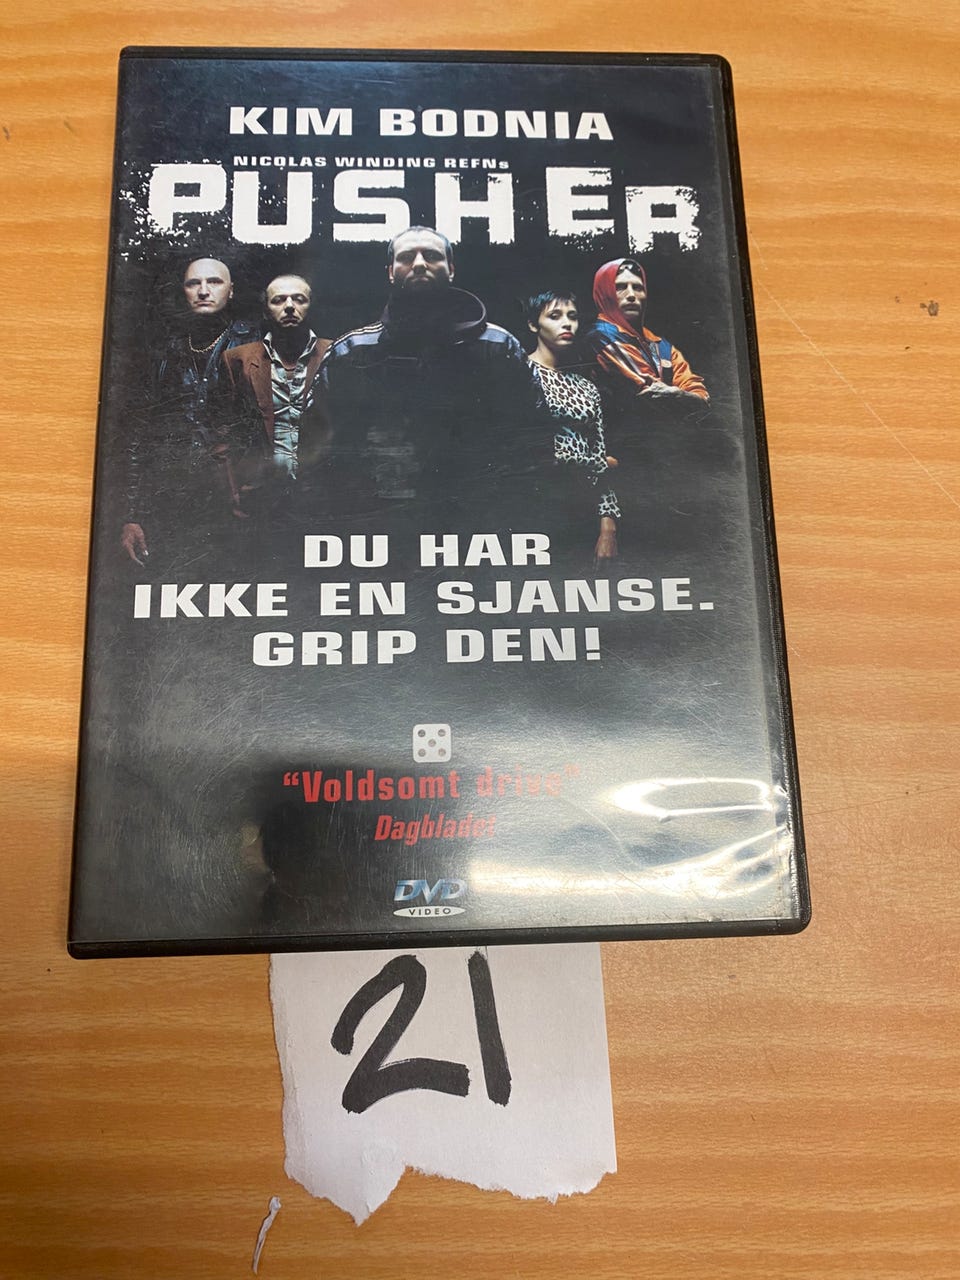 KIM BODNIA
NICOLAS WINDING REFNs
PUSHER
DU HAR
IKKE EN SJANSE.
GRIP DEN!
"Voldsomt drive"
Dagbladet
DVD
VIDEO
21